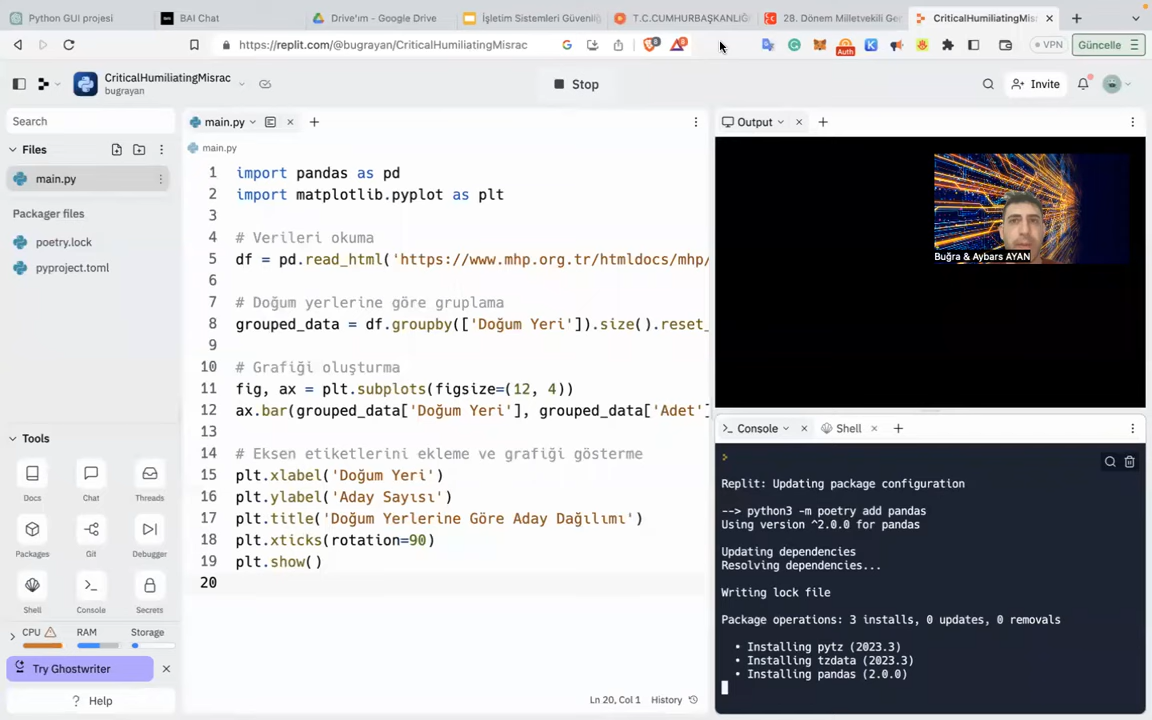 Python GUI projesi
BAI Chat
Drive'ım - Google Drive
İşletim Sistemleri Güvenliğ
T.C.CUMHURBAŞKANLIĞ
28. Dönem Milletvekili Ger
CriticalHumiliatingMisrac
https://replit.com/@bugrayan/CriticalHumiliatingMisrac
Auth
VPN
Güncelle
CriticalHumiliatingMisrac
bugrayan
Stop
Invite
Search
Files
main.py
Packager files
poetry.lock
pyproject.toml
Tools
Docs
Chat
Threads
Packages
Git
Debugger
Shell
Console
Secrets
CPU
RAM
Storage
Try Ghostwriter
? Help
main.py
main.py
1 import pandas as pd
2 import matplotlib.pyplot as plt
3
4 # Verileri okuma
5 df = pd.read_html('https://www.mhp.org.tr/htmldocs/mhp/
6
7 # Doğum yerlerine göre gruplama
8 grouped_data = df.groupby(['Doğum Yeri']).size().reset_
9
10 # Grafiği oluşturma
11 fig, ax = plt.subplots(figsize=(12, 4))
12 ax.bar(grouped_data['Doğum Yeri'], grouped_data['Adet']
13
14 # Eksen etiketlerini ekleme ve grafiği gösterme
15 plt.xlabel('Doğum Yeri')
16 plt.ylabel('Aday Sayısı')
17 plt.title('Doğum Yerlerine Göre Aday Dağılımı')
18 plt.xticks(rotation=90)
19 plt.show()
20
Ln 20, Col 1
History
Output
Buğra & Aybars AYAN
Console
Shell
Replit: Updating package configuration
--> python3 -m poetry add pandas
Using version ^2.0.0 for pandas
Updating dependencies
Resolving dependencies...
Writing lock file
Package operations: 3 installs, 0 updates, 0 removals
• Installing pytz (2023.3)
• Installing tzdata (2023.3)
• Installing pandas (2.0.0)